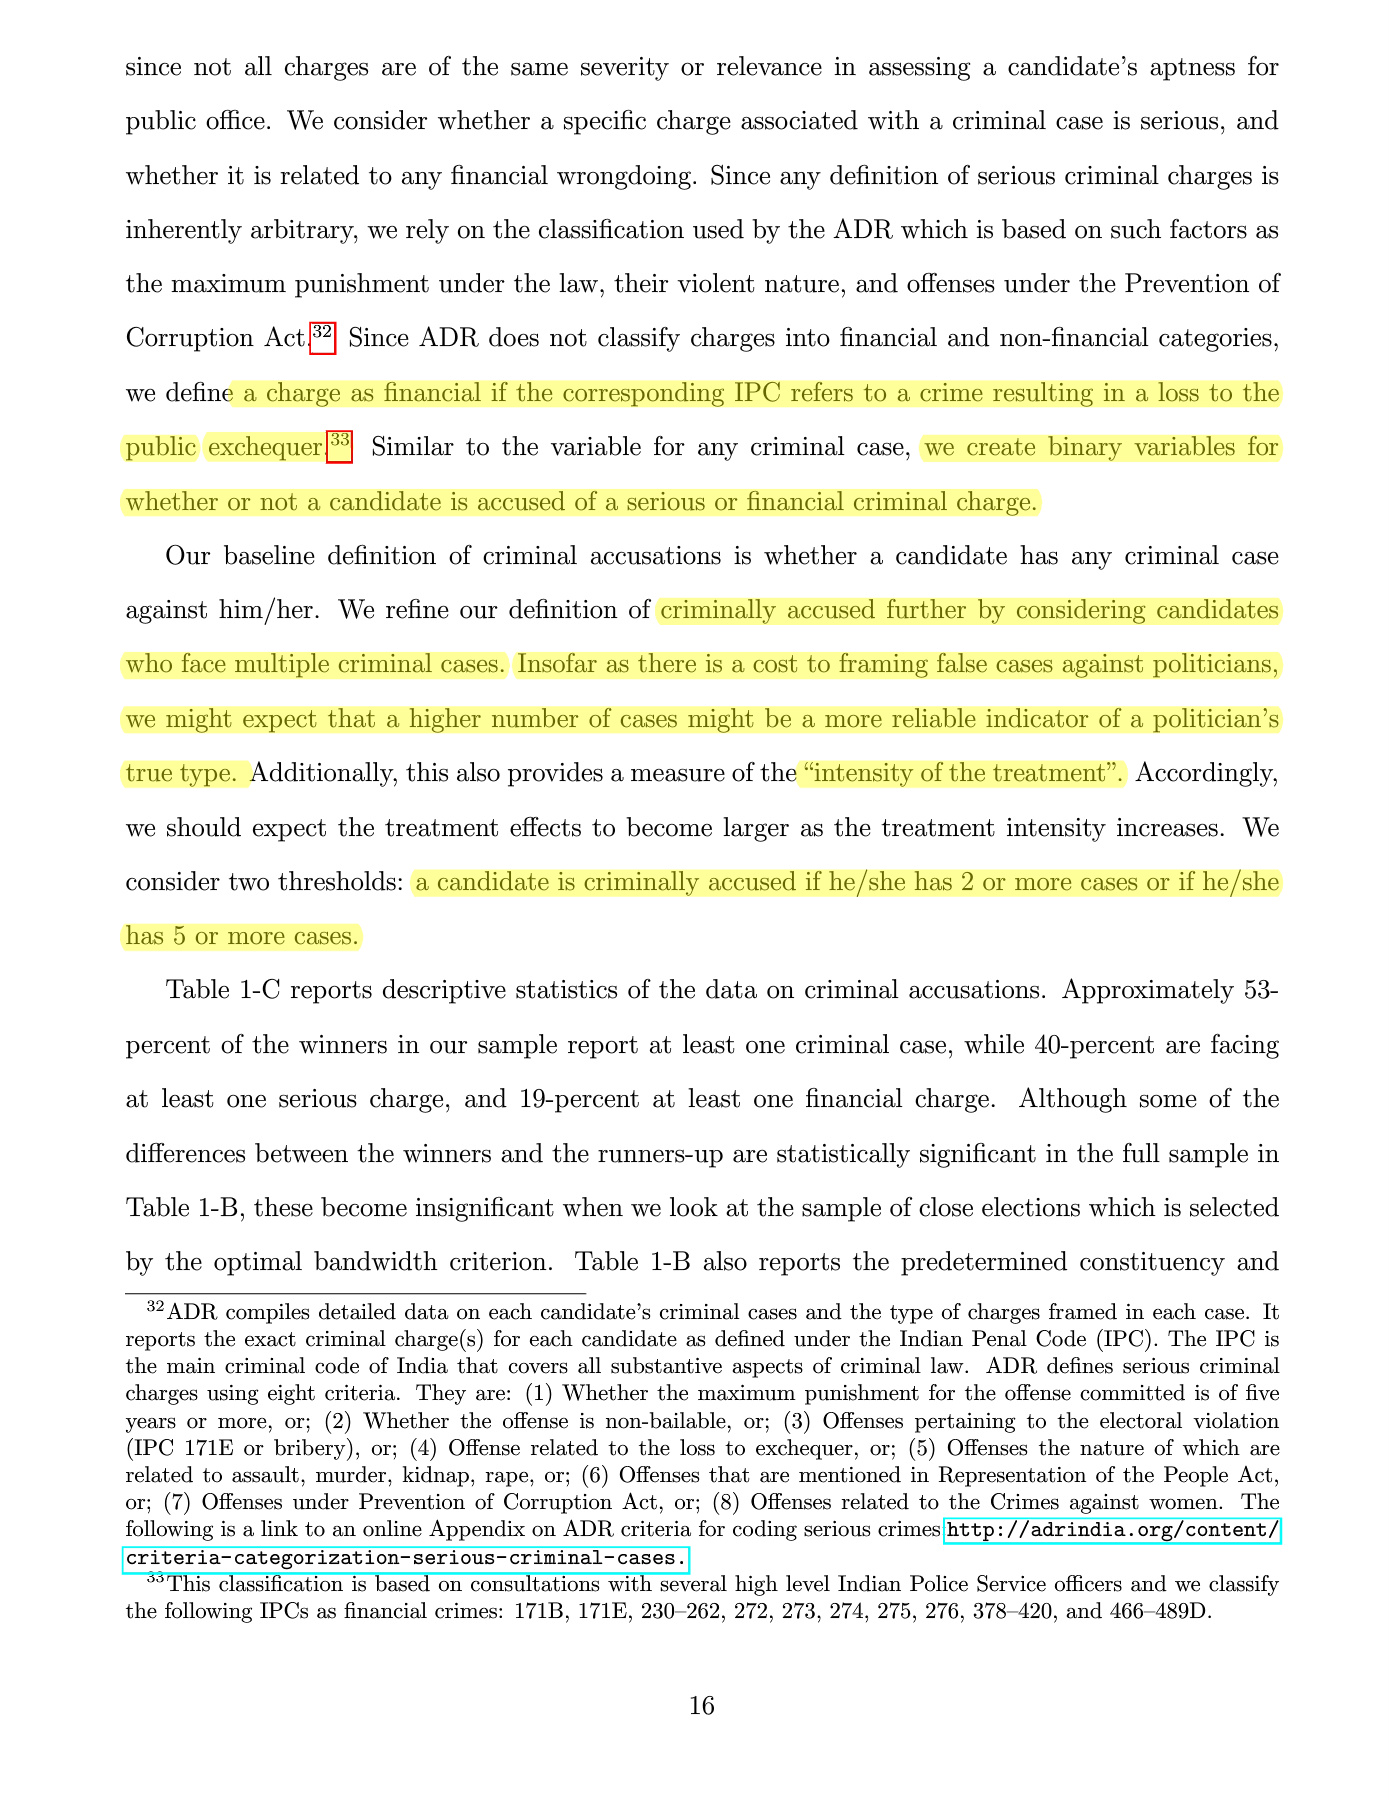 since not all charges are of the same severity or relevance in assessing a candidate's aptness for
public office. We consider whether a specific charge associated with a criminal case is serious, and
whether it is related to any financial wrongdoing. Since any definition of serious criminal charges is
inherently arbitrary, we rely on the classification used by the ADR which is based on such factors as
the maximum punishment under the law, their violent nature, and offenses under the Prevention of
Corruption Act.32 Since ADR does not classify charges into financial and non-financial categories,
we define a charge as financial if the corresponding IPC refers to a crime resulting in a loss to the
public exchequer.33 Similar to the variable for any criminal case, we create binary variables for
whether or not a candidate is accused of a serious or financial criminal charge.
Our baseline definition of criminal accusations is whether a candidate has any criminal case
against him/her. We refine our definition of criminally accused further by considering candidates
who face multiple criminal cases. Insofar as there is a cost to framing false cases against politicians,
we might expect that a higher number of cases might be a more reliable indicator of a politician's
true type. Additionally, this also provides a measure of the “intensity of the treatment”. Accordingly,
we should expect the treatment effects to become larger as the treatment intensity increases. We
consider two thresholds: a candidate is criminally accused if he/she has 2 or more cases or if he/she
has 5 or more cases.
Table 1-C reports descriptive statistics of the data on criminal accusations. Approximately 53-
percent of the winners in our sample report at least one criminal case, while 40-percent are facing
at least one serious charge, and 19-percent at least one financial charge. Although some of the
differences between the winners and the runners-up are statistically significant in the full sample in
Table 1-B, these become insignificant when we look at the sample of close elections which is selected
by the optimal bandwidth criterion. Table 1-B also reports the predetermined constituency and
32ADR compiles detailed data on each candidate's criminal cases and the type of charges framed in each case. It
reports the exact criminal charge(s) for each candidate as defined under the Indian Penal Code (IPC). The IPC is
the main criminal code of India that covers all substantive aspects of criminal law. ADR defines serious criminal
charges using eight criteria. They are: (1) Whether the maximum punishment for the offense committed is of five
years or more, or; (2) Whether the offense is non-bailable, or; (3) Offenses pertaining to the electoral violation
(IPC 171E or bribery), or; (4) Offense related to the loss to exchequer, or; (5) Offenses the nature of which are
related to assault, murder, kidnap, rape, or; (6) Offenses that are mentioned in Representation of the People Act,
or; (7) Offenses under Prevention of Corruption Act, or; (8) Offenses related to the Crimes against women. The
following is a link to an online Appendix on ADR criteria for coding serious crimes http://adrindia.org/content/
criteria-categorization-serious-criminal-cases.
33This classification is based on consultations with several high level Indian Police Service officers and we classify
the following IPCs as financial crimes: 171B, 171E, 230–262, 272, 273, 274, 275, 276, 378–420, and 466–489D.
16